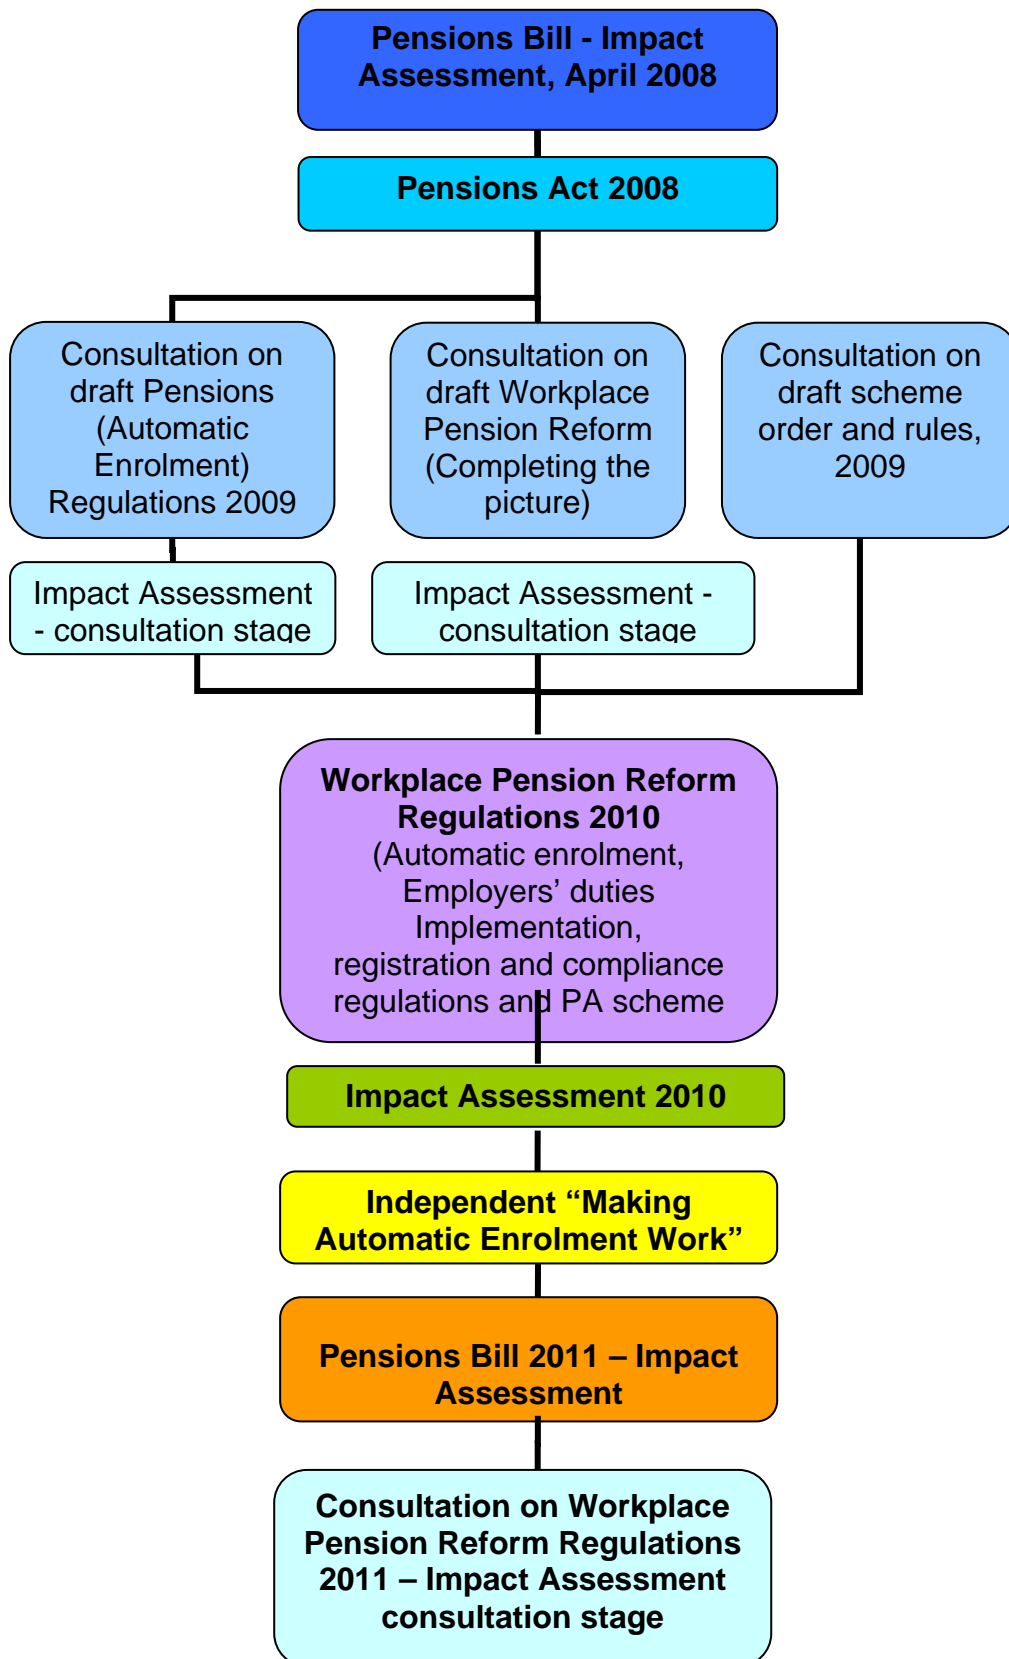 Pensions Bill - Impact
Assessment, April 2008
Pensions Act 2008
Consultation on
draft Pensions
(Automatic
Enrolment)
Regulations 2009
Consultation on
draft Workplace
Pension Reform
(Completing the
picture)
Consultation on
draft scheme
order and rules,
2009
Impact Assessment
- consultation stage
Impact Assessment -
consultation stage
Workplace Pension Reform
Regulations 2010
(Automatic enrolment,
Employers’ duties
Implementation,
registration and compliance
regulations and PA scheme
Impact Assessment 2010
Independent “Making
Automatic Enrolment Work”
Pensions Bill 2011 – Impact
Assessment
Consultation on Workplace
Pension Reform Regulations
2011 – Impact Assessment
consultation stage